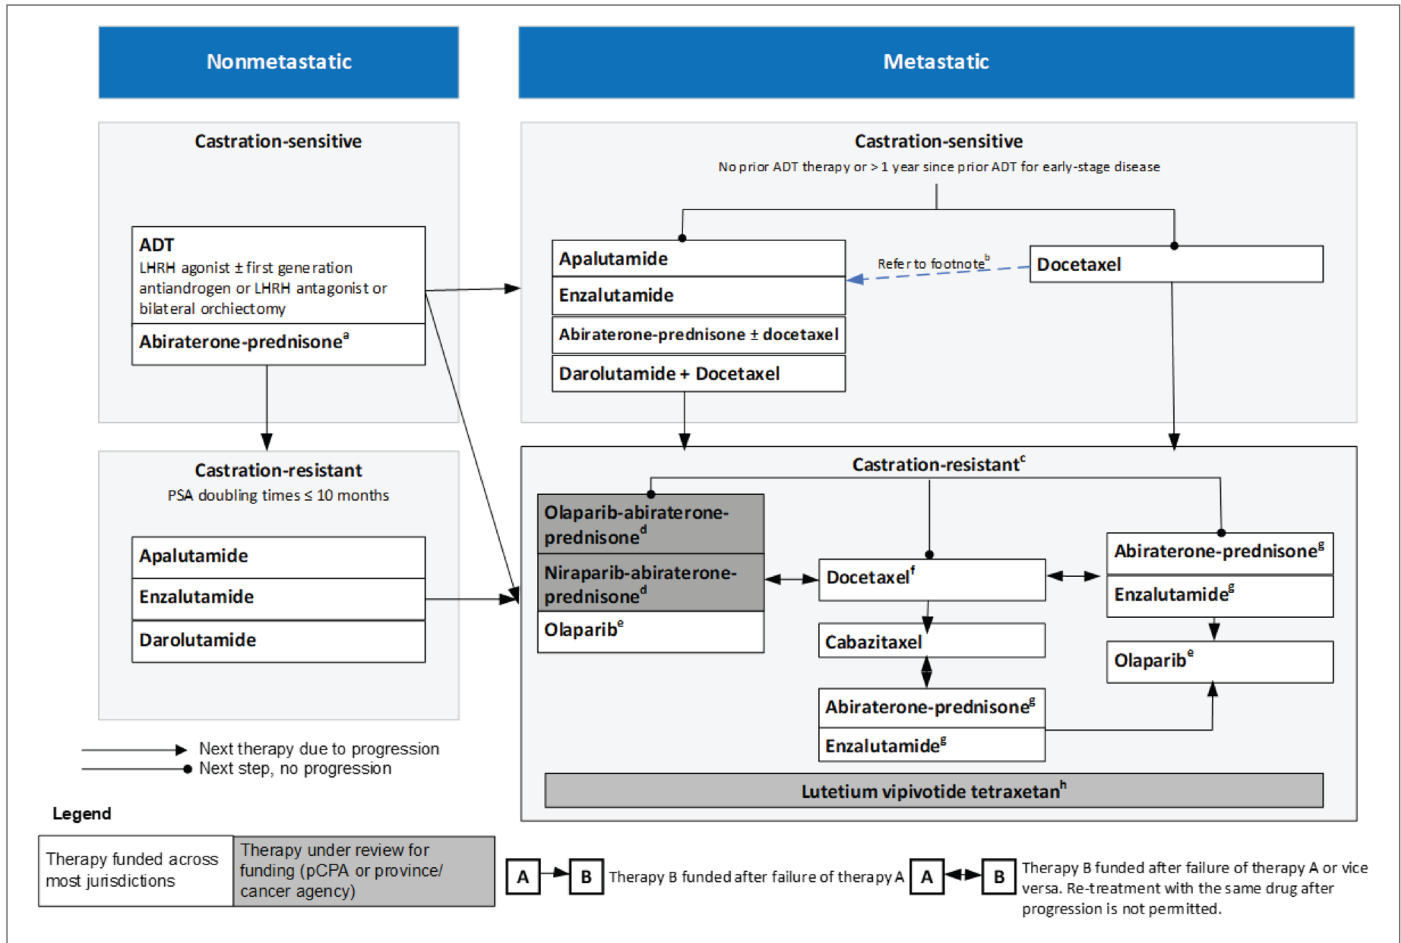 Nonmetastatic
Metastatic
Castration-sensitive
ADT
LHRH agonist ± first generation
antiandrogen or LHRH antagonist or
bilateral orchiectomy
Abiraterone-prednisoneᵃ
Castration-resistant
PSA doubling times ≤ 10 months
Apalutamide
Enzalutamide
Darolutamide
Castration-sensitive
No prior ADT therapy or > 1 year since prior ADT for early-stage disease
Apalutamide
Enzalutamide
Abiraterone-prednisone ± docetaxel
Darolutamide + Docetaxel
Refer to footnoteᵇ
Docetaxel
Castration-resistantᶜ
Olaparib-abiraterone-
prednisoneᵈ
Niraparib-abiraterone-
prednisoneᵈ
Olaparibᵉ
Docetaxelᶠ
Cabazitaxel
Abiraterone-prednisoneᵍ
Enzalutamideᵍ
Abiraterone-prednisoneᵍ
Enzalutamideᵍ
Olaparibᵉ
Lutetium vipivotide tetraxetanʰ
Next therapy due to progression
Next step, no progression
Legend
Therapy funded across
most jurisdictions
Therapy under review for
funding (pCPA or province/
cancer agency)
A
B
Therapy B funded after failure of therapy A
A
B
Therapy B funded after failure of therapy A or vice
versa. Re-treatment with the same drug after
progression is not permitted.